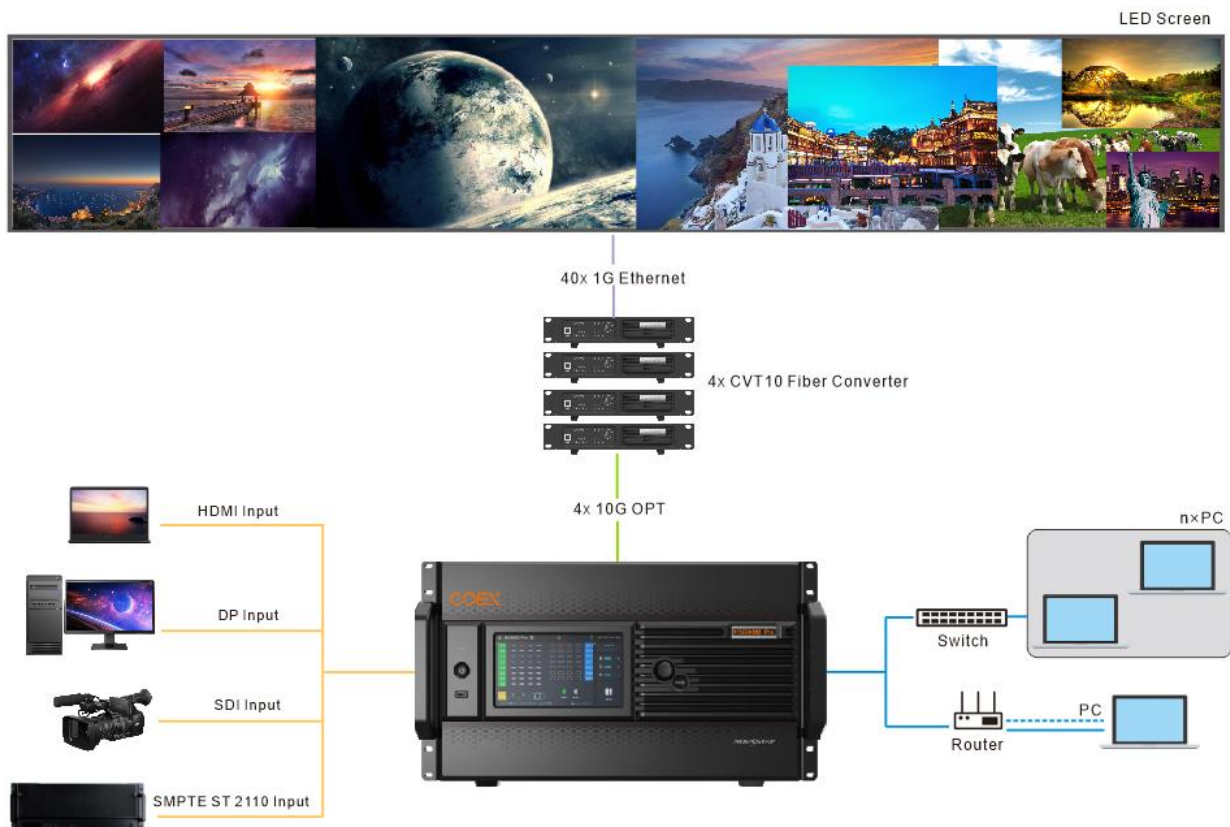 LED Screen
40x 1G Ethernet
4x CVT10 Fiber Converter
4x 10G OPT
HDMI Input
DP Input
SDI Input
SMPTE ST 2110 Input
COEX
n×PC
Switch
PC
Router